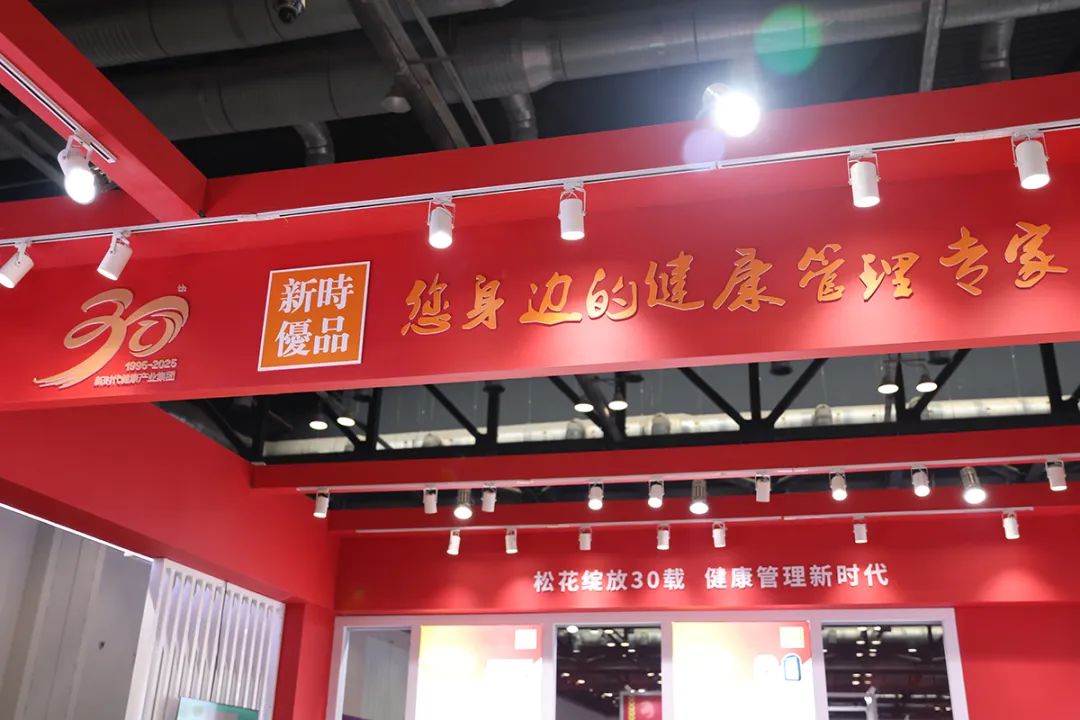 30th
1995-2025
新时代健康产业集团
新時
優品
您身边的健康管理专家
松花绽放30载 健康管理新时代